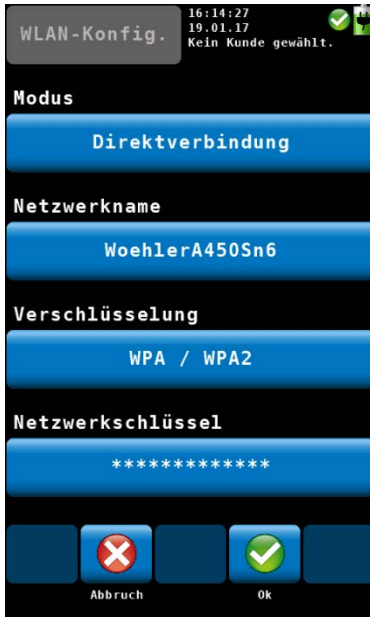 WLAN-Konfig.
16:14:27
19.01.17
Kein Kunde gewählt.
Modus
Direktverbindung
Netzwerkname
WoehlerA450Sn6
Verschlüsselung
WPA / WPA2
Netzwerkschlüssel
*************
Abbruch
Ok